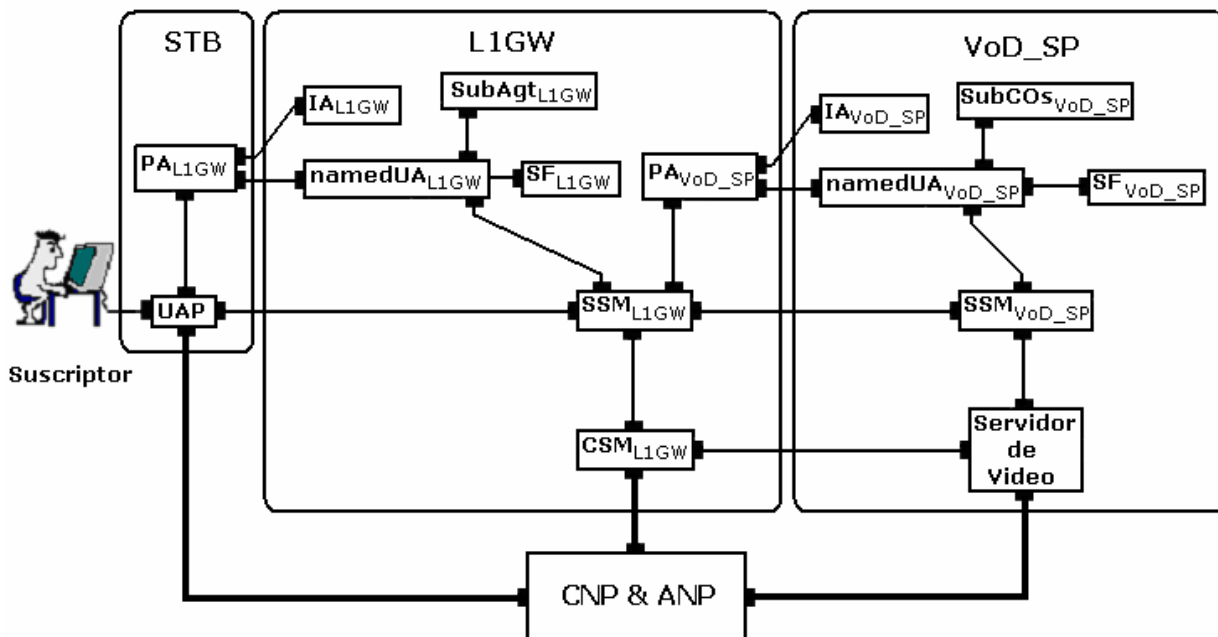 STB
L1GW
VoD_SP
SubAgtL1GW
SubCOsVoD_SP
IAL1GW
IAVoD_SP
PAL1GW
namedUAL1GW
SFL1GW
PAVoD_SP
namedUAVoD_SP
SFVoD_SP
UAP
SSML1GW
SSMVoD_SP
Suscriptor
CSML1GW
Servidor
de
Video
CNP & ANP